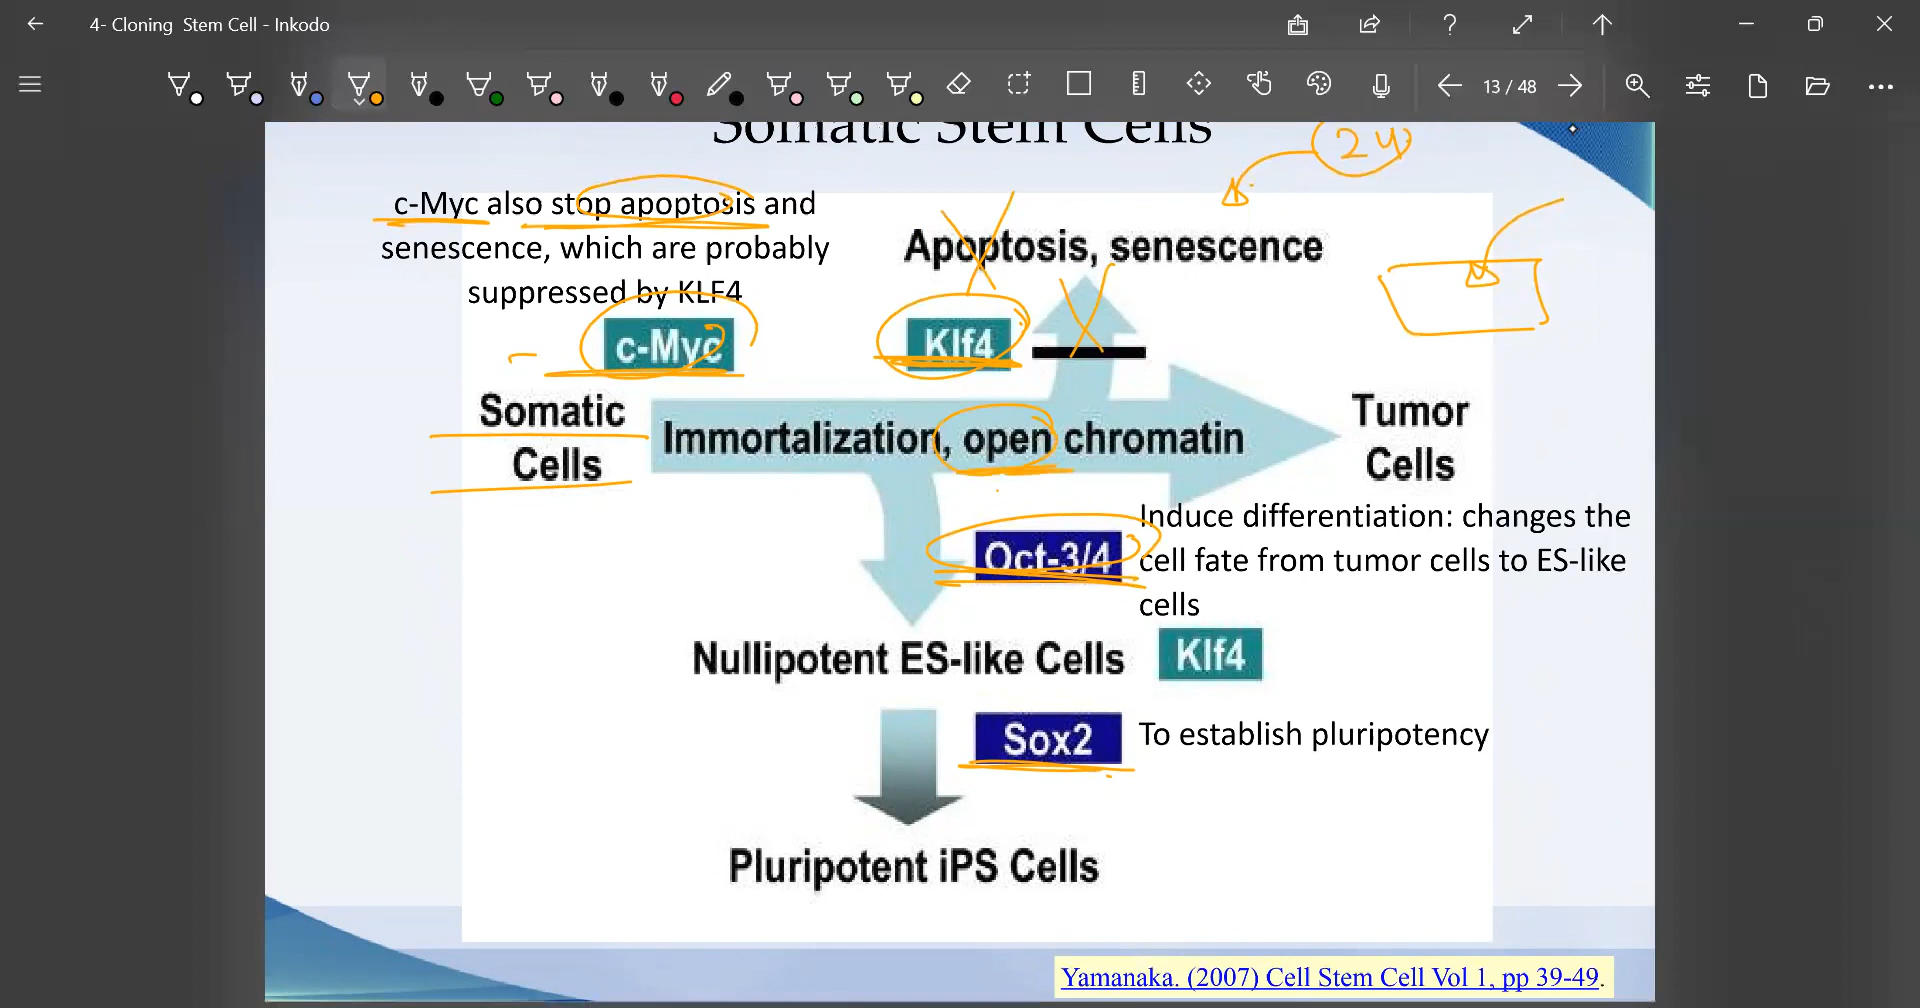 4- Cloning  Stem Cell - Inkodo
13 / 48
Somatic Stem Cells
24
c-Myc also stop apoptosis and
senescence, which are probably
suppressed by KLF4
Apoptosis, senescence
c-Myc
Klf4
Somatic
Cells
Immortalization, open chromatin
Tumor
Cells
Oct-3/4
Induce differentiation: changes the
cell fate from tumor cells to ES-like
cells
Nullipotent ES-like Cells
Klf4
Sox2
To establish pluripotency
Pluripotent iPS Cells
Yamanaka. (2007) Cell Stem Cell Vol 1, pp 39-49.